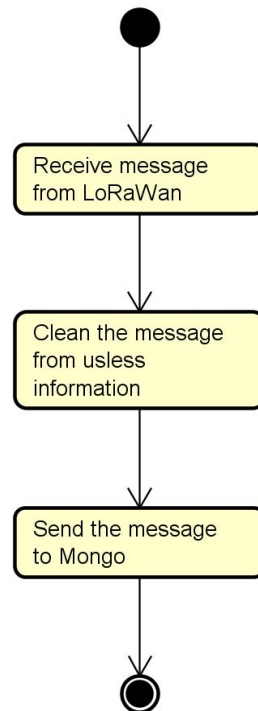 Receive message
from LoRaWan
Clean the message
from usless
information
Send the message
to Mongo